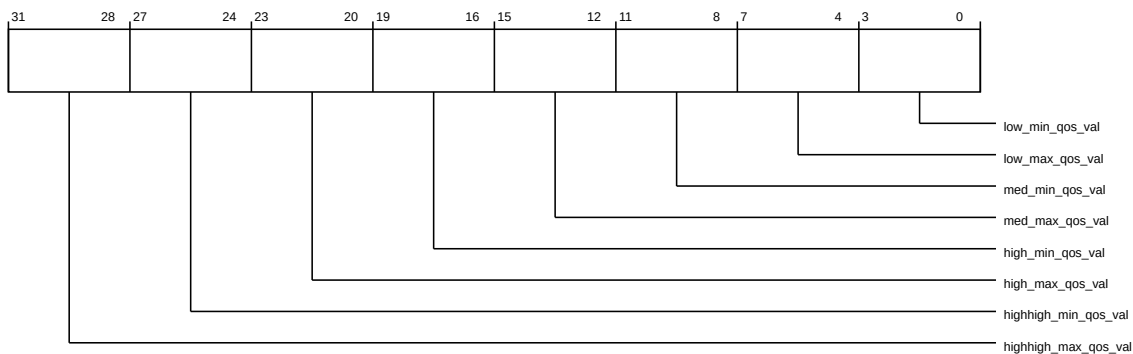 31 28 27 24 23 20 19 16 15 12 11 8 7 4 3 0
low_min_qos_val
low_max_qos_val
med_min_qos_val
med_max_qos_val
high_min_qos_val
high_max_qos_val
highhigh_min_qos_val
highhigh_max_qos_val